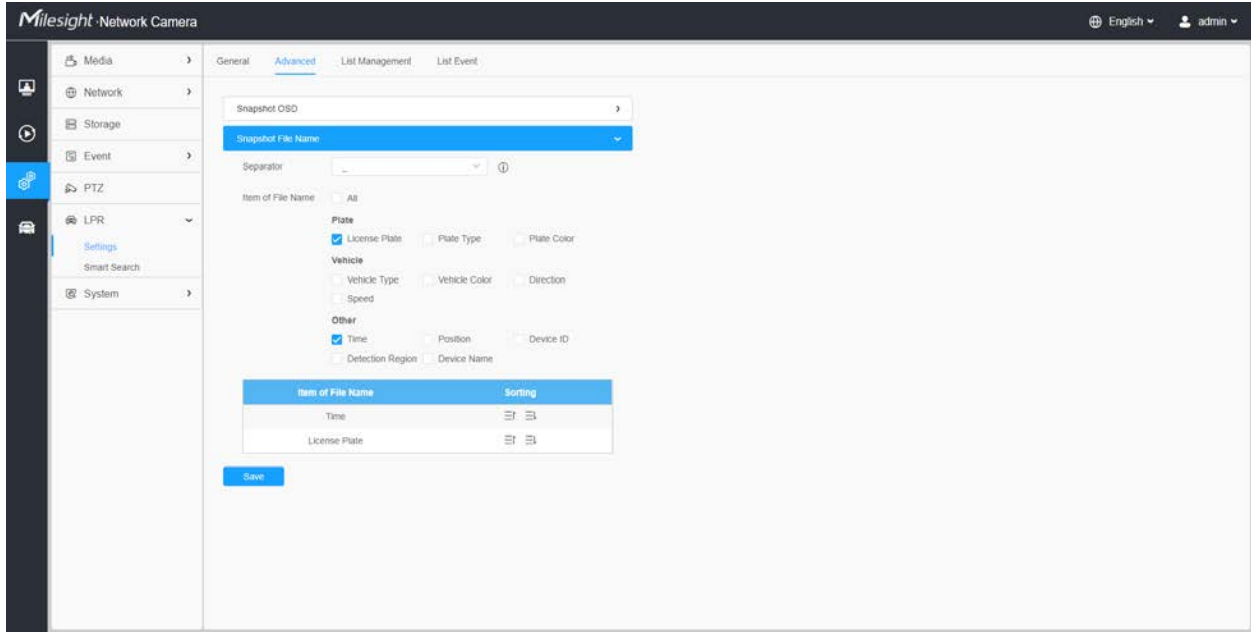 Milesight · Network Camera
English
admin
Media
Network
Storage
Event
PTZ
LPR
Settings
Smart Search
System
General Advanced List Management List Event
Snapshot OSD
Snapshot File Name
Separator _
Item of File Name All
Plate
License Plate Plate Type Plate Color
Vehicle
Vehicle Type Vehicle Color Direction
Speed
Other
Time Position Device ID
Detection Region Device Name
Item of File Name Sorting
Time
License Plate
Save